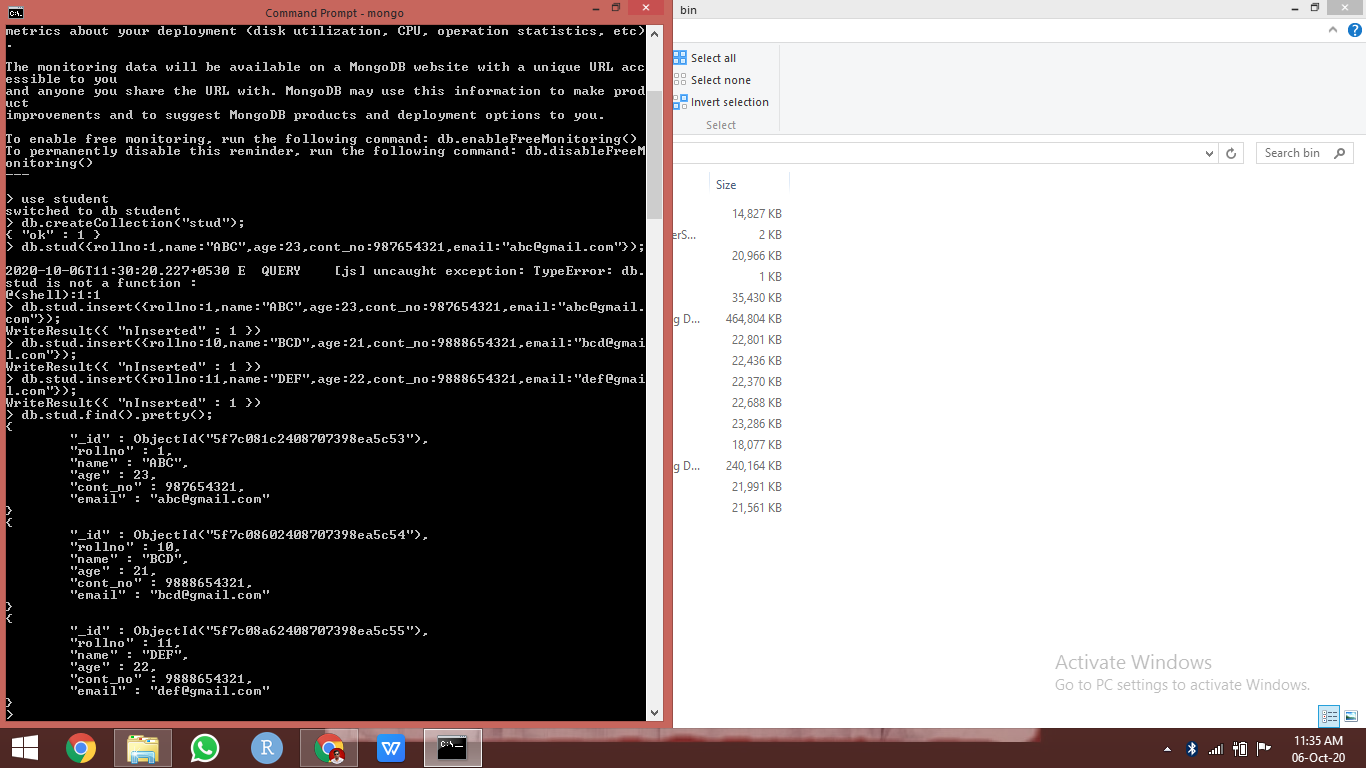 Command Prompt - mongo
metrics about your deployment (disk utilization, CPU, operation statistics, etc)
.
The monitoring data will be available on a MongoDB website with a unique URL acc
essible to you
and anyone you share the URL with. MongoDB may use this information to make prod
uct
improvements and to suggest MongoDB products and deployment options to you.
To enable free monitoring, run the following command: db.enableFreeMonitoring()
To permanently disable this reminder, run the following command: db.disableFreeM
onitoring()
---
> use student
switched to db student
> db.createCollection("stud");
{ "ok" : 1 }
> db.stud({rollno:1,name:"ABC",age:23,cont_no:987654321,email:"abc@gmail.com"});
2020-10-06T11:30:20.227+0530 E  QUERY    [js] uncaught exception: TypeError: db.
stud is not a function :
@(shell):1:1
> db.stud.insert({rollno:1,name:"ABC",age:23,cont_no:987654321,email:"abc@gmail.
com"});
WriteResult({ "nInserted" : 1 })
> db.stud.insert({rollno:10,name:"BCD",age:21,cont_no:9888654321,email:"bcd@gmai
l.com"});
WriteResult({ "nInserted" : 1 })
> db.stud.insert({rollno:11,name:"DEF",age:22,cont_no:9888654321,email:"def@gmai
l.com"});
WriteResult({ "nInserted" : 1 })
> db.stud.find().pretty();
{
"_id" : ObjectId("5f7c081c2408707398ea5c53"),
"rollno" : 1,
"name" : "ABC",
"age" : 23,
"cont_no" : 987654321,
"email" : "abc@gmail.com"
}
{
"_id" : ObjectId("5f7c08602408707398ea5c54"),
"rollno" : 10,
"name" : "BCD",
"age" : 21,
"cont_no" : 9888654321,
"email" : "bcd@gmail.com"
}
{
"_id" : ObjectId("5f7c08a62408707398ea5c55"),
"rollno" : 11,
"name" : "DEF",
"age" : 22,
"cont_no" : 9888654321,
"email" : "def@gmail.com"
}
>
bin
Select all
Select none
Invert selection
Select
Search bin
Size
14,827 KB
erS... 2 KB
20,966 KB
1 KB
35,430 KB
g D... 464,804 KB
22,801 KB
22,436 KB
22,370 KB
22,688 KB
23,286 KB
18,077 KB
g D... 240,164 KB
21,991 KB
21,561 KB
Activate Windows
Go to PC settings to activate Windows.
11:35 AM
06-Oct-20